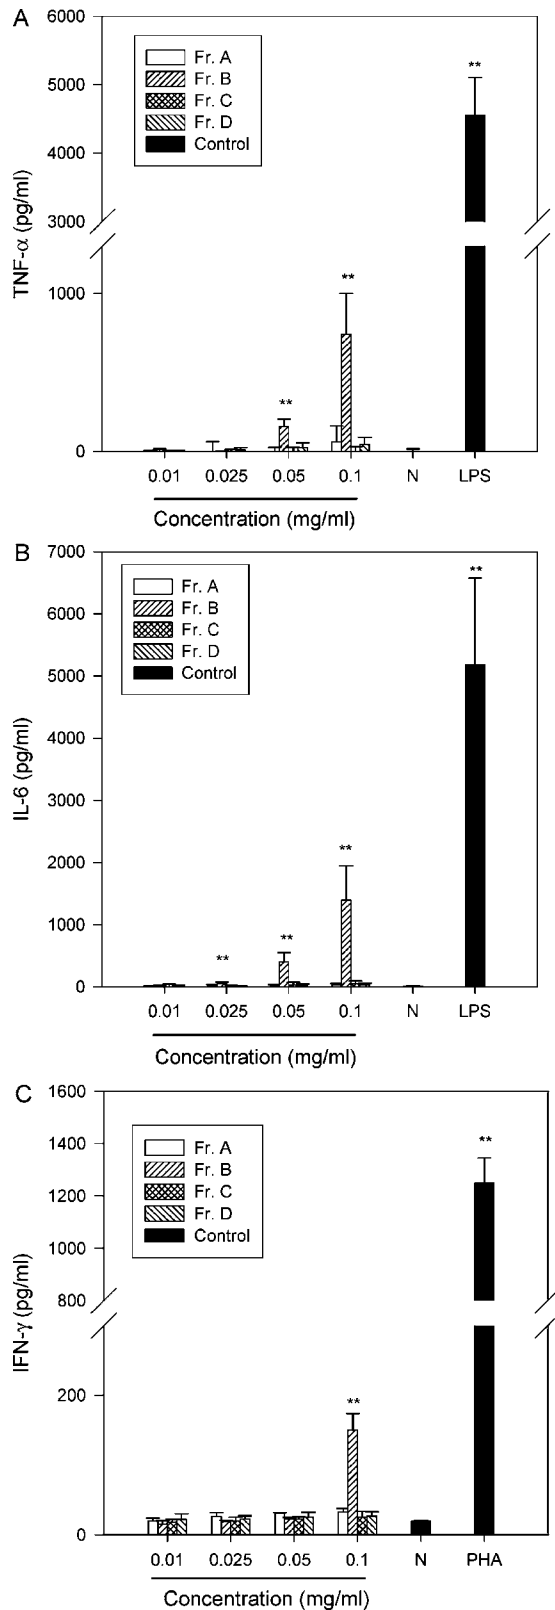 A
6000
5000
4000
3000
1000
0
TNF-α (pg/ml)
Fr. A
Fr. B
Fr. C
Fr. D
Control
**
**
**
0.01 0.025 0.05 0.1 N LPS
Concentration (mg/ml)
B
7000
6000
5000
4000
3000
2000
1000
0
IL-6 (pg/ml)
Fr. A
Fr. B
Fr. C
Fr. D
Control
**
**
**
**
0.01 0.025 0.05 0.1 N LPS
Concentration (mg/ml)
C
1600
1400
1200
1000
800
200
0
IFN-γ (pg/ml)
Fr. A
Fr. B
Fr. C
Fr. D
Control
**
**
0.01 0.025 0.05 0.1 N PHA
Concentration (mg/ml)